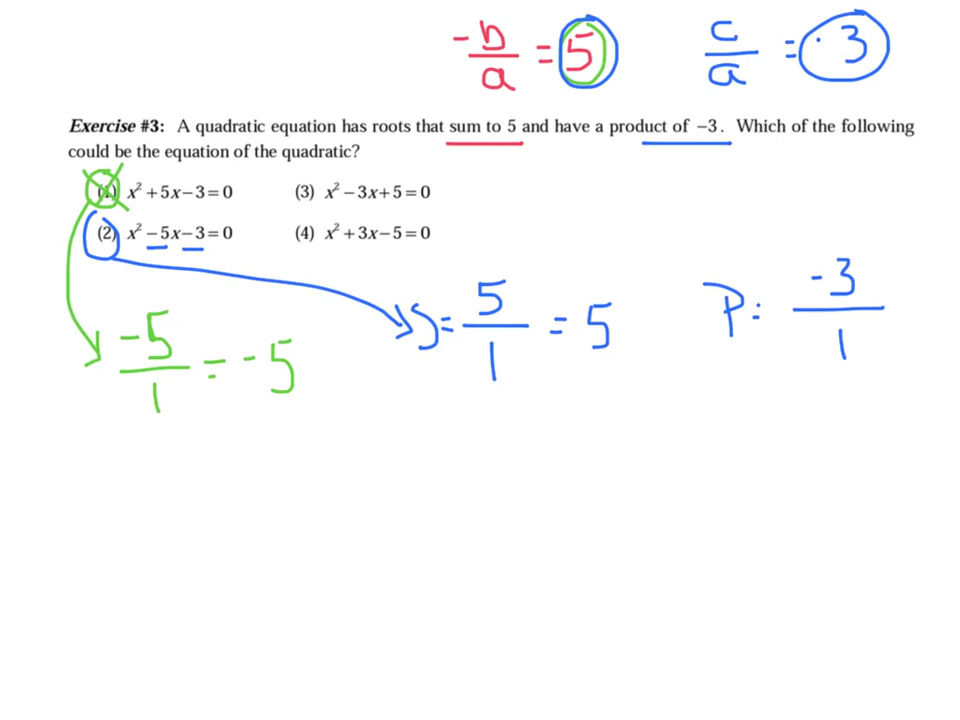 -b/a = 5 c/a = -3
Exercise #3: A quadratic equation has roots that sum to 5 and have a product of −3. Which of the following
could be the equation of the quadratic?
(1) x² + 5x − 3 = 0 (3) x² − 3x + 5 = 0
(2) x² − 5x − 3 = 0 (4) x² + 3x − 5 = 0
-5/1 = -5 S= 5/1 = 5 P: -3/1